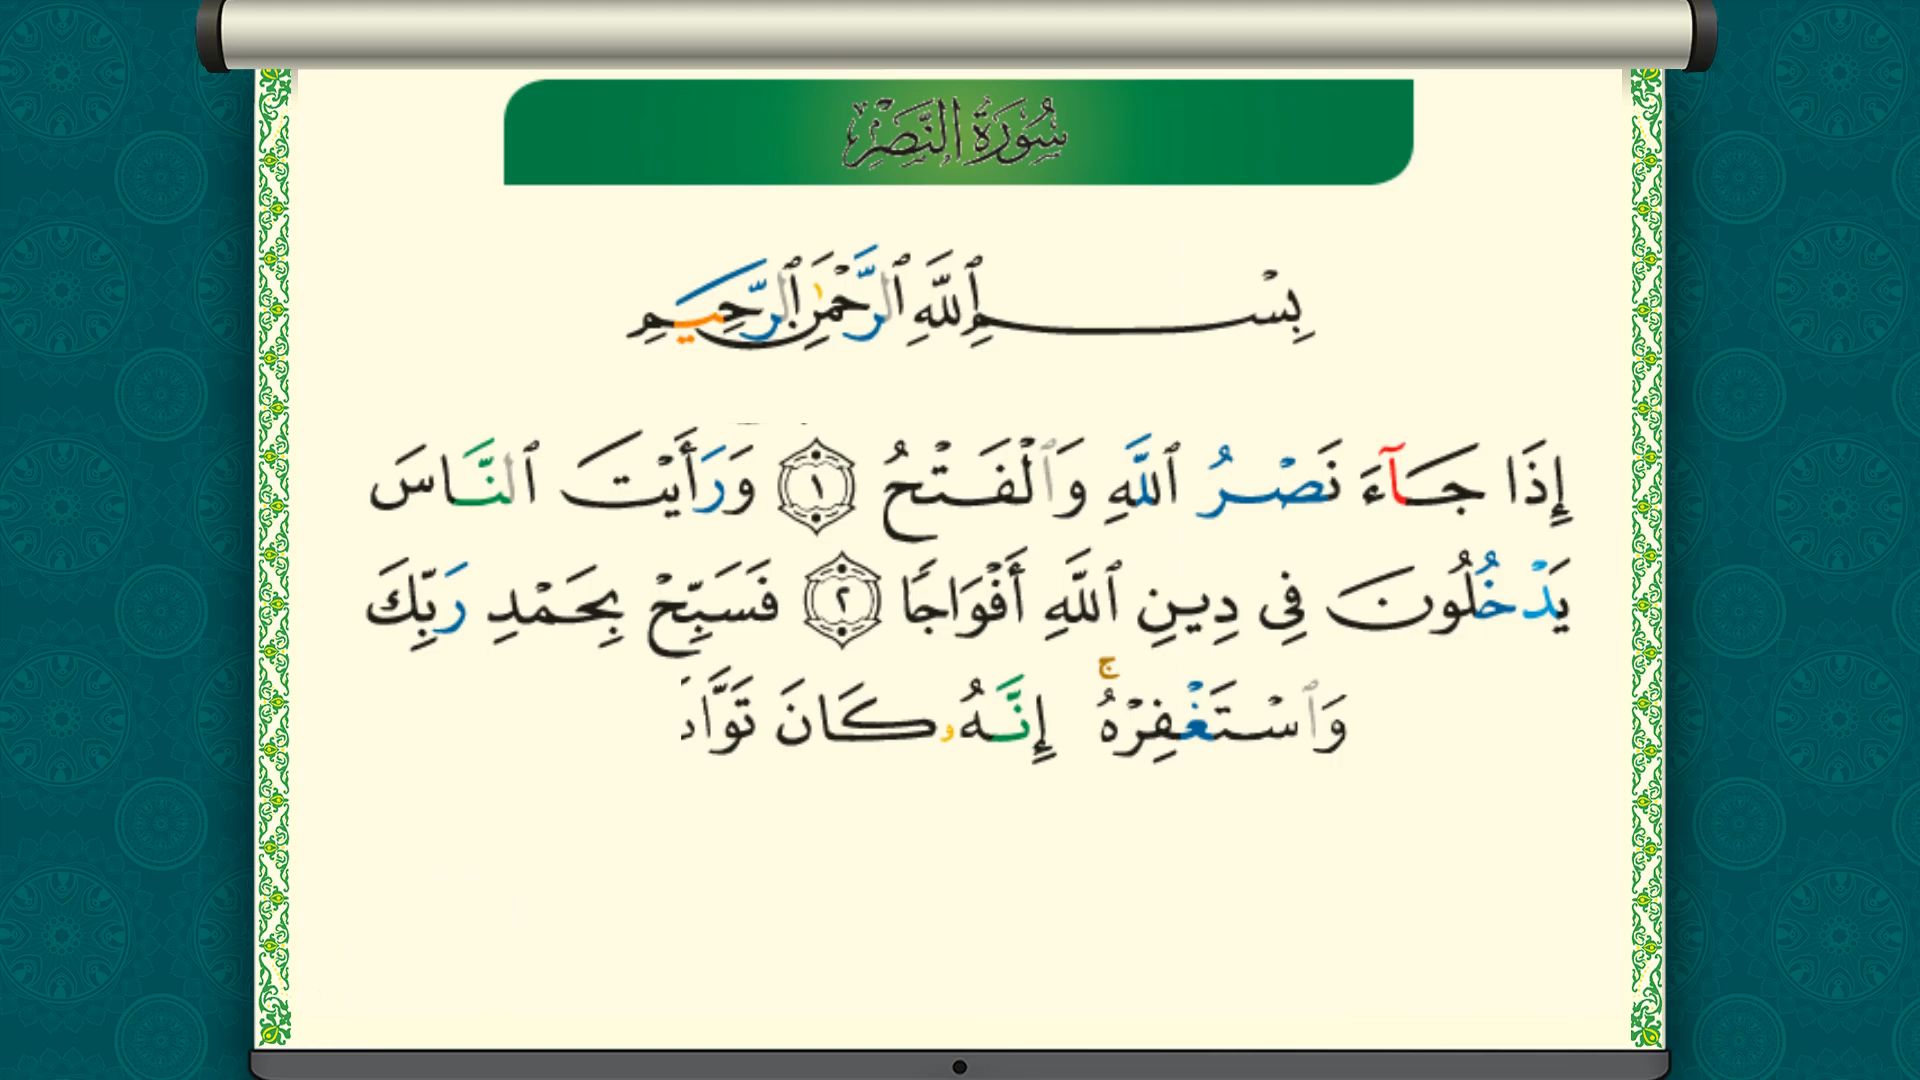 سُورَةُ النَّصْرِ
بِسْمِ ٱللَّهِ ٱلرَّحْمَٰنِ ٱلرَّحِيمِ
إِذَا جَآءَ نَصْرُ ٱللَّهِ وَٱلْفَتْحُ ١ وَرَأَيْتَ ٱلنَّاسَ
يَدْخُلُونَ فِى دِينِ ٱللَّهِ أَفْوَاجًا ٢ فَسَبِّحْ بِحَمْدِ رَبِّكَ
وَٱسْتَغْفِرْهُ ۚ إِنَّهُۥ كَانَ